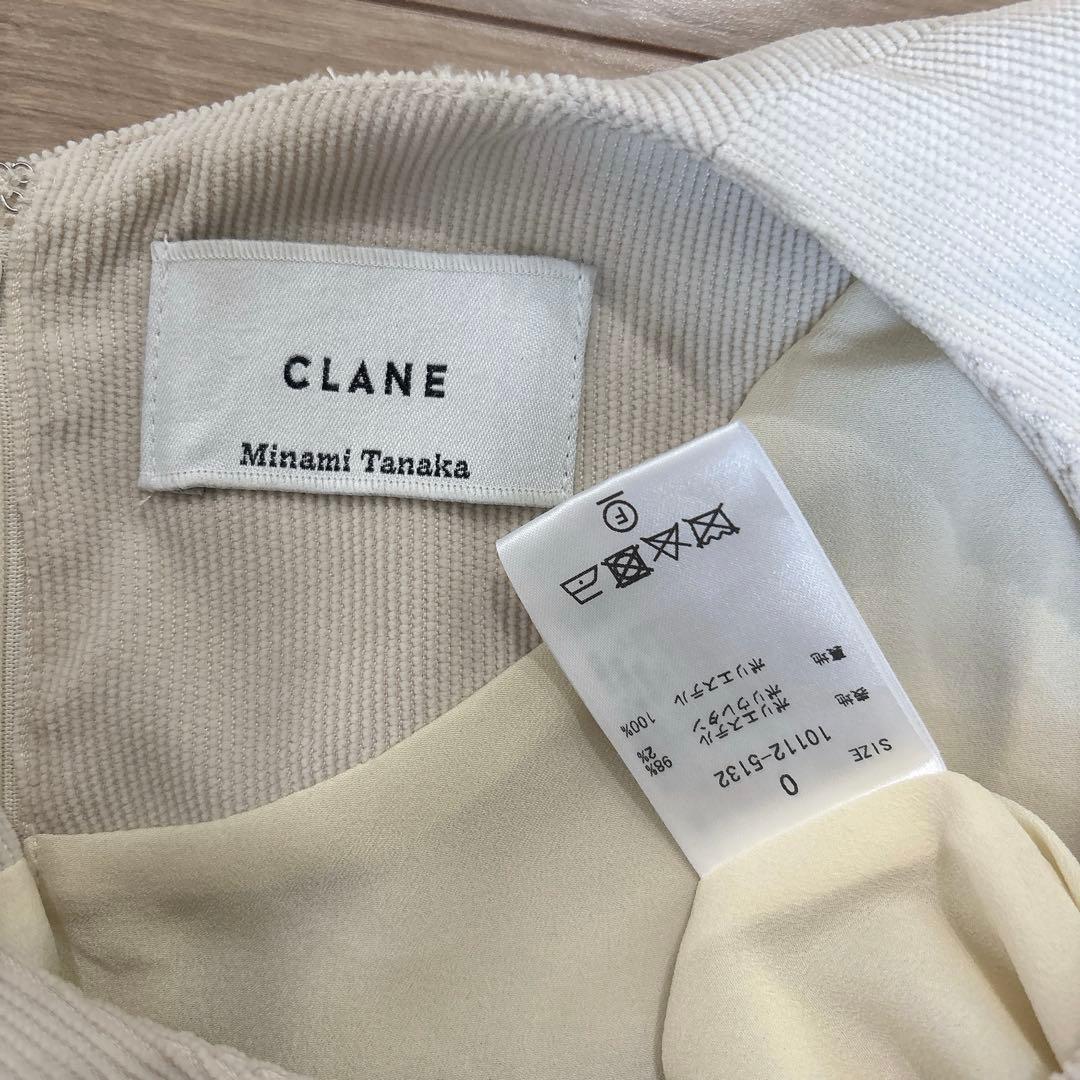 CLANE
Minami Tanaka
SIZE 0
10112-5132
表地 ポリエステル 98%
ポリウレタン 2%
裏地 ポリエステル 100%
F